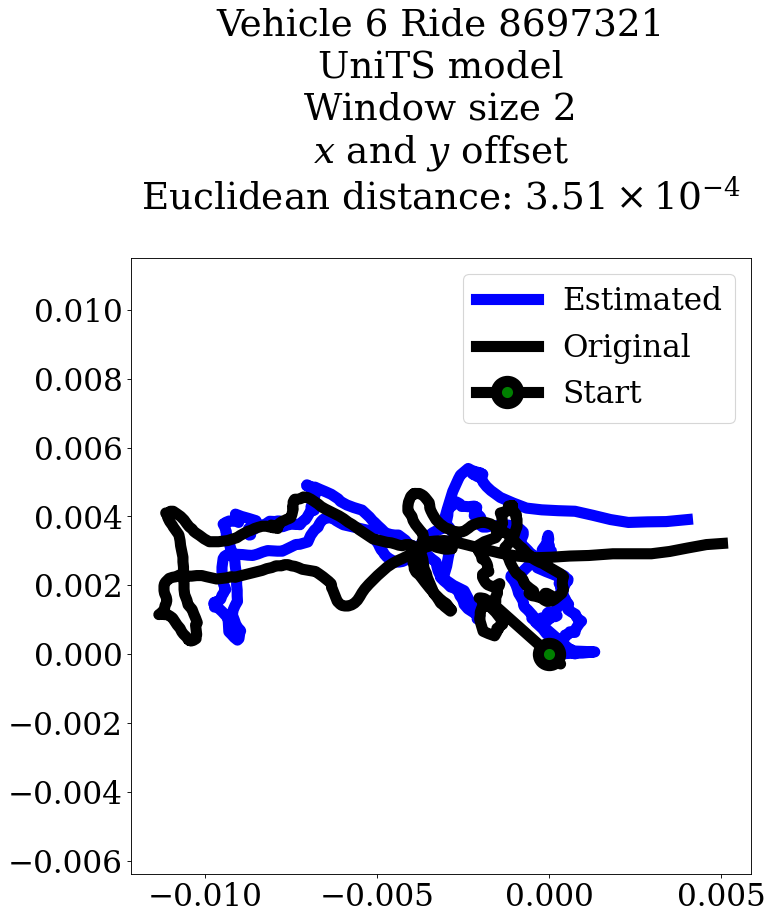 Vehicle 6 Ride 8697321
UniTS model
Window size 2
x and y offset
Euclidean distance: 3.51 × 10⁻⁴
Estimated
Original
Start
0.010
0.008
0.006
0.004
0.002
0.000
−0.002
−0.004
−0.006
−0.010
−0.005
0.000
0.005